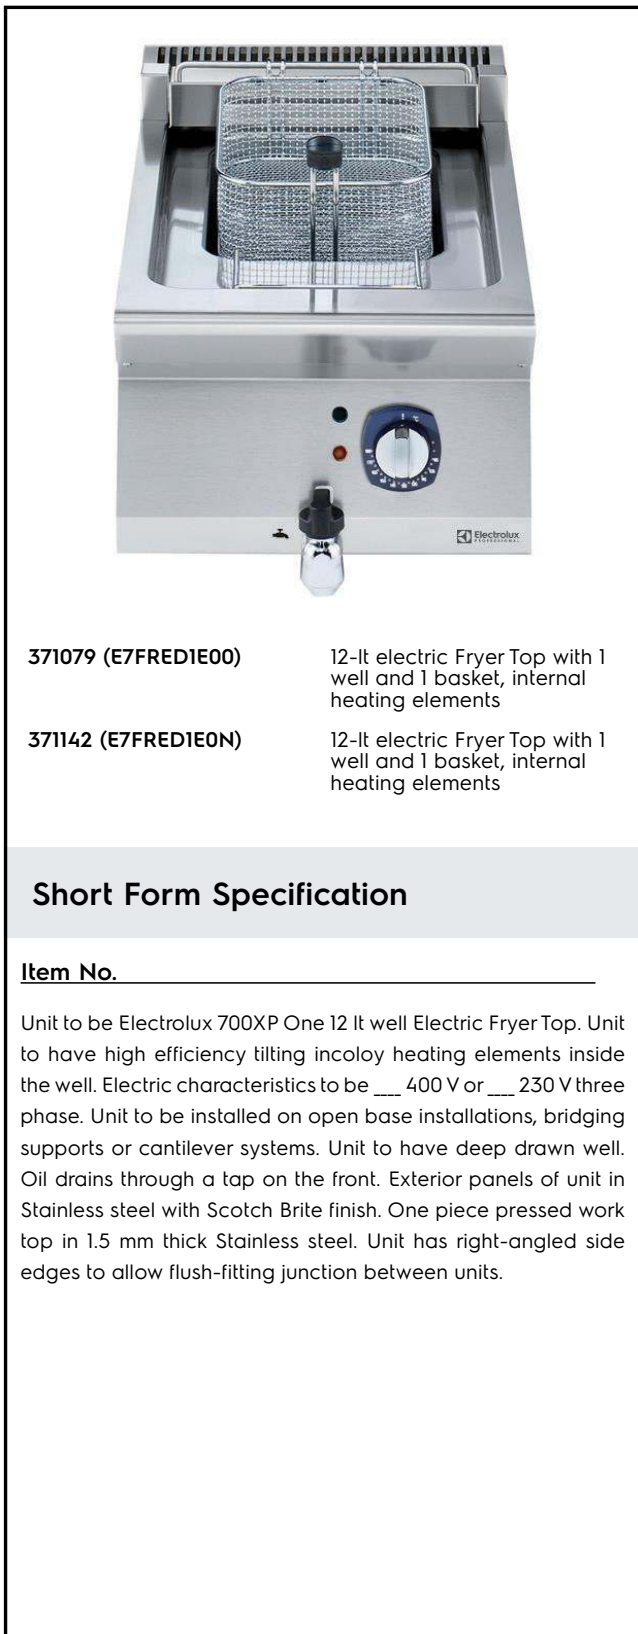 Electrolux
PROFESSIONAL
371079 (E7FRED1E00)
12-lt electric Fryer Top with 1
well and 1 basket, internal
heating elements
371142 (E7FRED1E0N)
12-lt electric Fryer Top with 1
well and 1 basket, internal
heating elements
Short Form Specification
Item No.
Unit to be Electrolux 700XP One 12 lt well Electric Fryer Top. Unit
to have high efficiency tilting incoloy heating elements inside
the well. Electric characteristics to be ____ 400 V or ____ 230 V three
phase. Unit to be installed on open base installations, bridging
supports or cantilever systems. Unit to have deep drawn well.
Oil drains through a tap on the front. Exterior panels of unit in
Stainless steel with Scotch Brite finish. One piece pressed work
top in 1.5 mm thick Stainless steel. Unit has right-angled side
edges to allow flush-fitting junction between units.